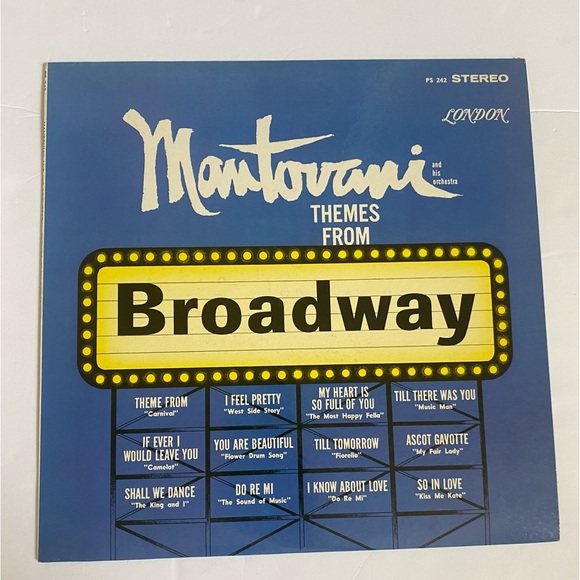 PS 242 STEREO
LONDON
Mantovani
and
his
orchestra
THEMES
FROM
Broadway
THEME FROM
"Carnival"
I FEEL PRETTY
"West Side Story"
MY HEART IS
SO FULL OF YOU
"The Most Happy Fella"
TILL THERE WAS YOU
"Music Man"
IF EVER I
WOULD LEAVE YOU
"Camelot"
YOU ARE BEAUTIFUL
"Flower Drum Song"
TILL TOMORROW
"Fiorello"
ASCOT GAVOTTE
"My Fair Lady"
SHALL WE DANCE
"The King and I"
DO RE MI
"The Sound of Music"
I KNOW ABOUT LOVE
"Do Re Mi"
SO IN LOVE
"Kiss Me Kate"